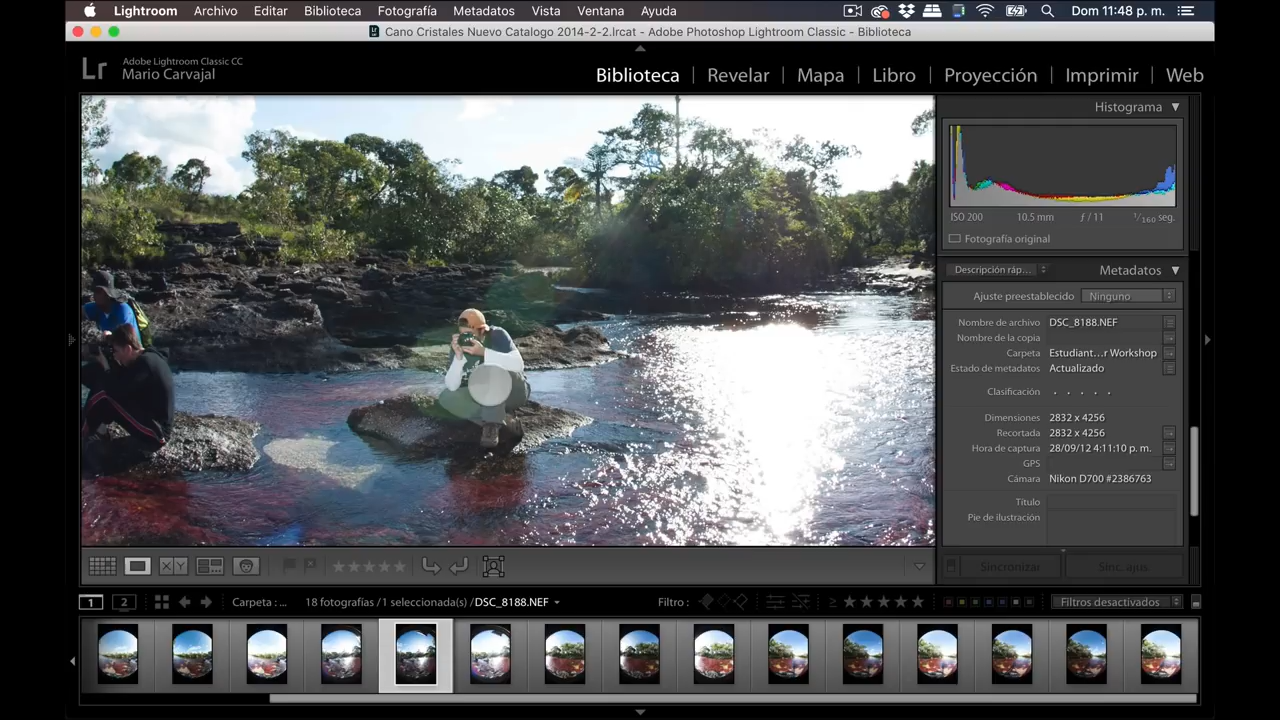 Lightroom Archivo Editar Biblioteca Fotografía Metadatos Vista Ventana Ayuda Dom 11:48 p. m.
Cano Cristales Nuevo Catalogo 2014-2-2.lrcat - Adobe Photoshop Lightroom Classic - Biblioteca
Lr Adobe Lightroom Classic CC
Mario Carvajal
Biblioteca | Revelar | Mapa | Libro | Proyección | Imprimir | Web
Histograma
ISO 200 10.5 mm ƒ / 11 1/160 seg.
Fotografía original
Descripción ráp... Metadatos
Ajuste preestablecido Ninguno
Nombre de archivo DSC_8188.NEF
Nombre de la copia
Carpeta Estudiant...r Workshop
Estado de metadatos Actualizado
Clasificación . . . . .
Dimensiones 2832 x 4256
Recortada 2832 x 4256
Hora de captura 28/09/12 4:11:10 p. m.
GPS
Cámara Nikon D700 #2386763
Título
Pie de ilustración
Sincronizar Sinc. ajus.
X Y
1 2 Carpeta : ... 18 fotografías /1 seleccionada(s) /DSC_8188.NEF Filtro : ≥ Filtros desactivados